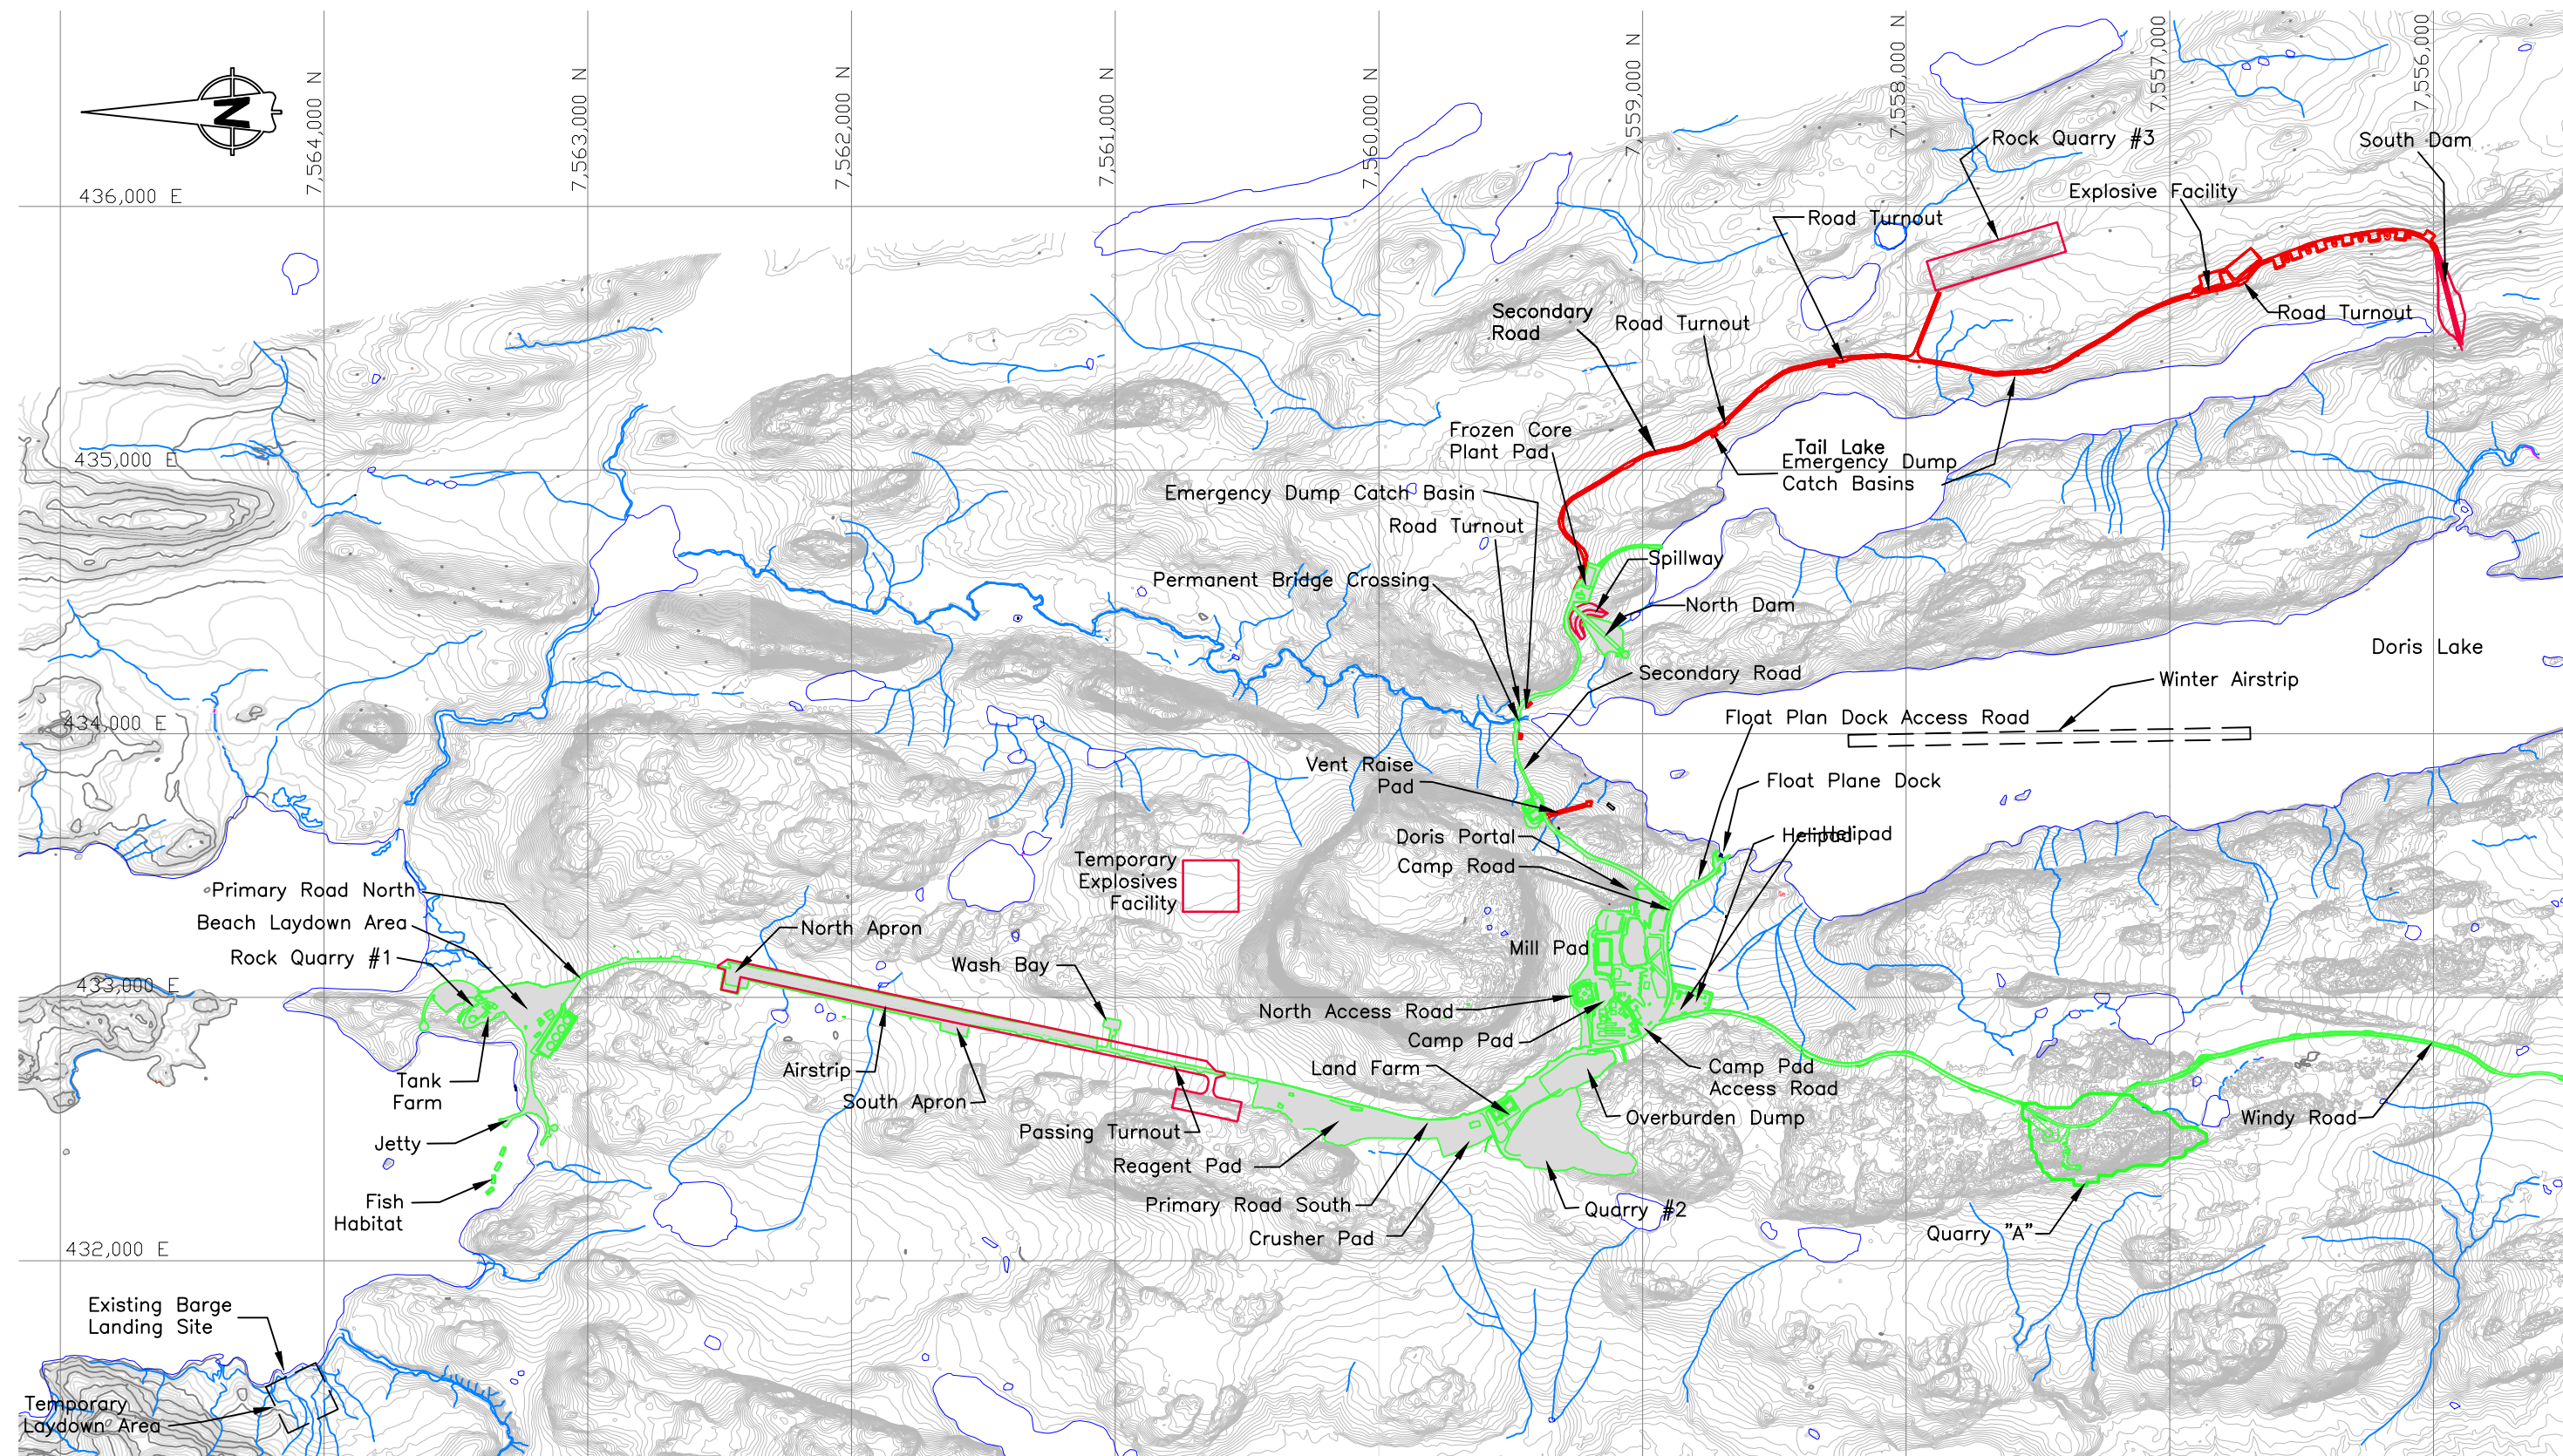 7,564,000 N
7,563,000 N
7,562,000 N
7,561,000 N
7,560,000 N
7,559,000 N
7,558,000 N
7,557,000 N
7,556,000 N
N
436,000 E
435,000 E
434,000 E
433,000 E
432,000 E
Rock Quarry #3
South Dam
Explosive Facility
Road Turnout
Secondary
Road
Road Turnout
Road Turnout
Frozen Core
Plant Pad
Tail Lake
Emergency Dump
Catch Basins
Emergency Dump Catch Basin
Road Turnout
Spillway
Permanent Bridge Crossing
North Dam
Doris Lake
Secondary Road
Winter Airstrip
Float Plan Dock Access Road
Vent Raise
Pad
Float Plane Dock
Doris Portal
Helipad
Helipad
Camp Road
Temporary
Explosives
Facility
Primary Road North
Beach Laydown Area
North Apron
Rock Quarry #1
Wash Bay
Mill Pad
North Access Road
Camp Pad
Land Farm
Camp Pad
Access Road
Airstrip
Tank
Farm
South Apron
Overburden Dump
Windy Road
Passing Turnout
Jetty
Reagent Pad
Primary Road South
Quarry #2
Fish
Habitat
Crusher Pad
Quarry "A"
Existing Barge
Landing Site
Temporary
Laydown Area